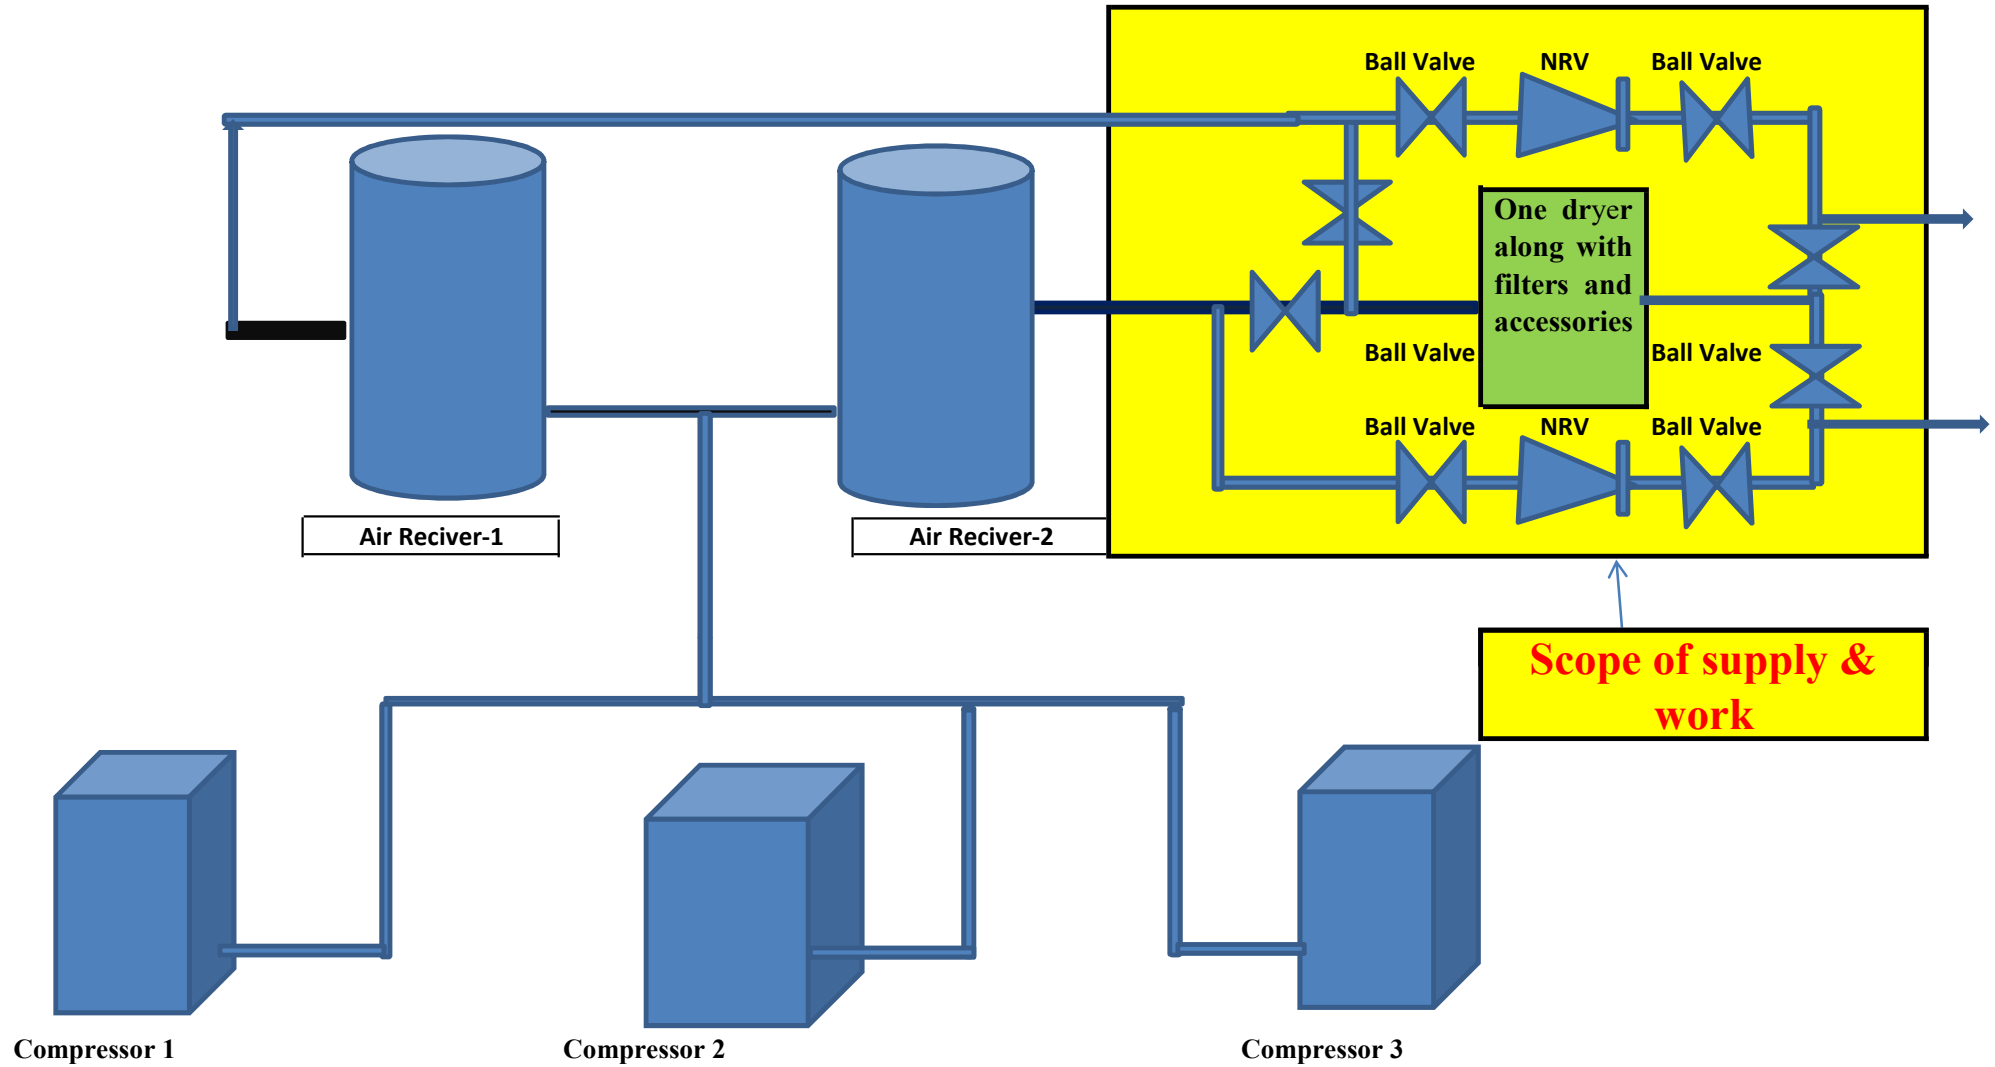 Ball Valve NRV Ball Valve
One dryer
along with
filters and
accessories
Ball Valve Ball Valve
Ball Valve NRV Ball Valve
Air Reciver-1 Air Reciver-2
Scope of supply &
work
Compressor 1 Compressor 2 Compressor 3